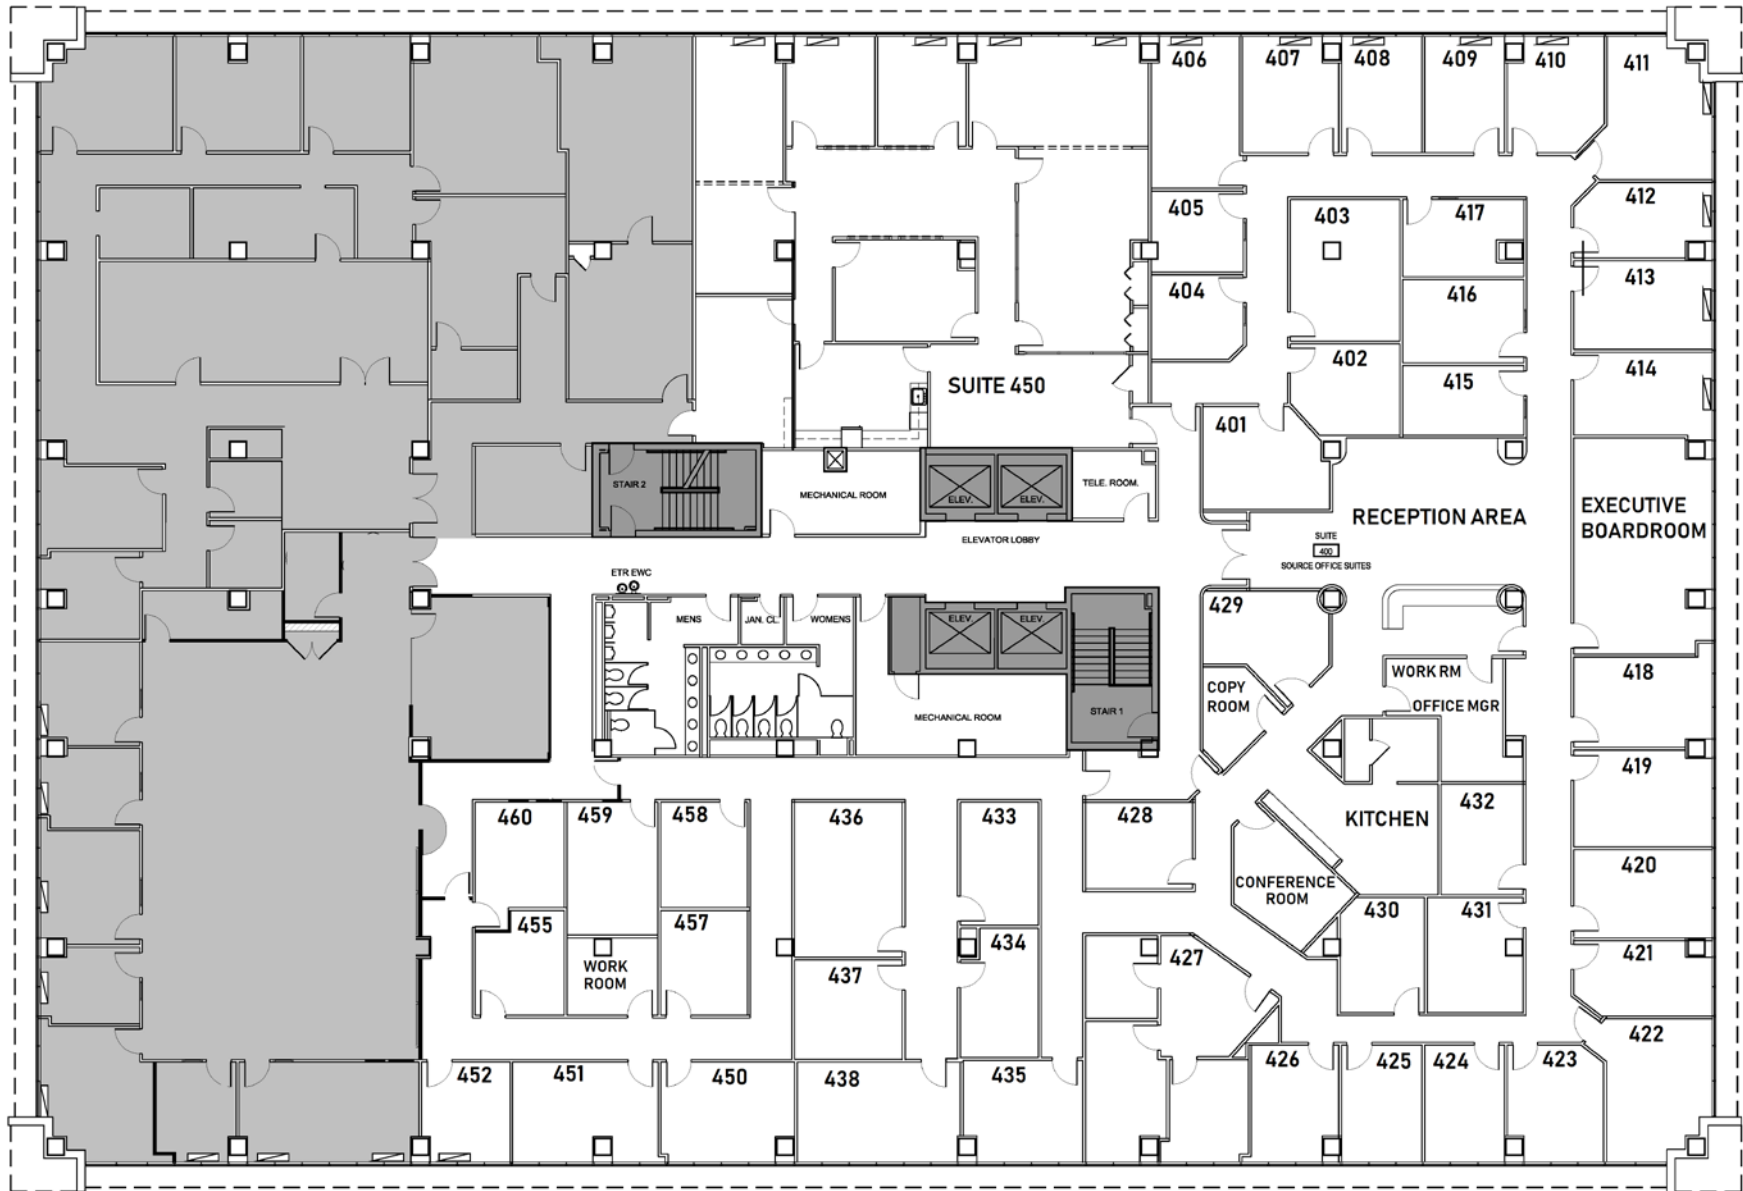 406
407
408
409
410
411
405
403
417
412
404
416
413
402
415
414
SUITE 450
401
STAIR 2
MECHANICAL ROOM
ELEV.
ELEV.
TELE. ROOM.
ELEVATOR LOBBY
RECEPTION AREA
SUITE
400
SOURCE OFFICE SUITES
EXECUTIVE
BOARDROOM
ETR EWC
MENS
JAN. CL.
WOMENS
ELEV.
ELEV.
429
COPY
ROOM
WORK RM
OFFICE MGR
418
MECHANICAL ROOM
STAIR 1
419
460
459
458
436
433
428
KITCHEN
432
420
CONFERENCE
ROOM
455
457
430
431
434
427
421
WORK
ROOM
437
422
452
451
450
438
435
426
425
424
423